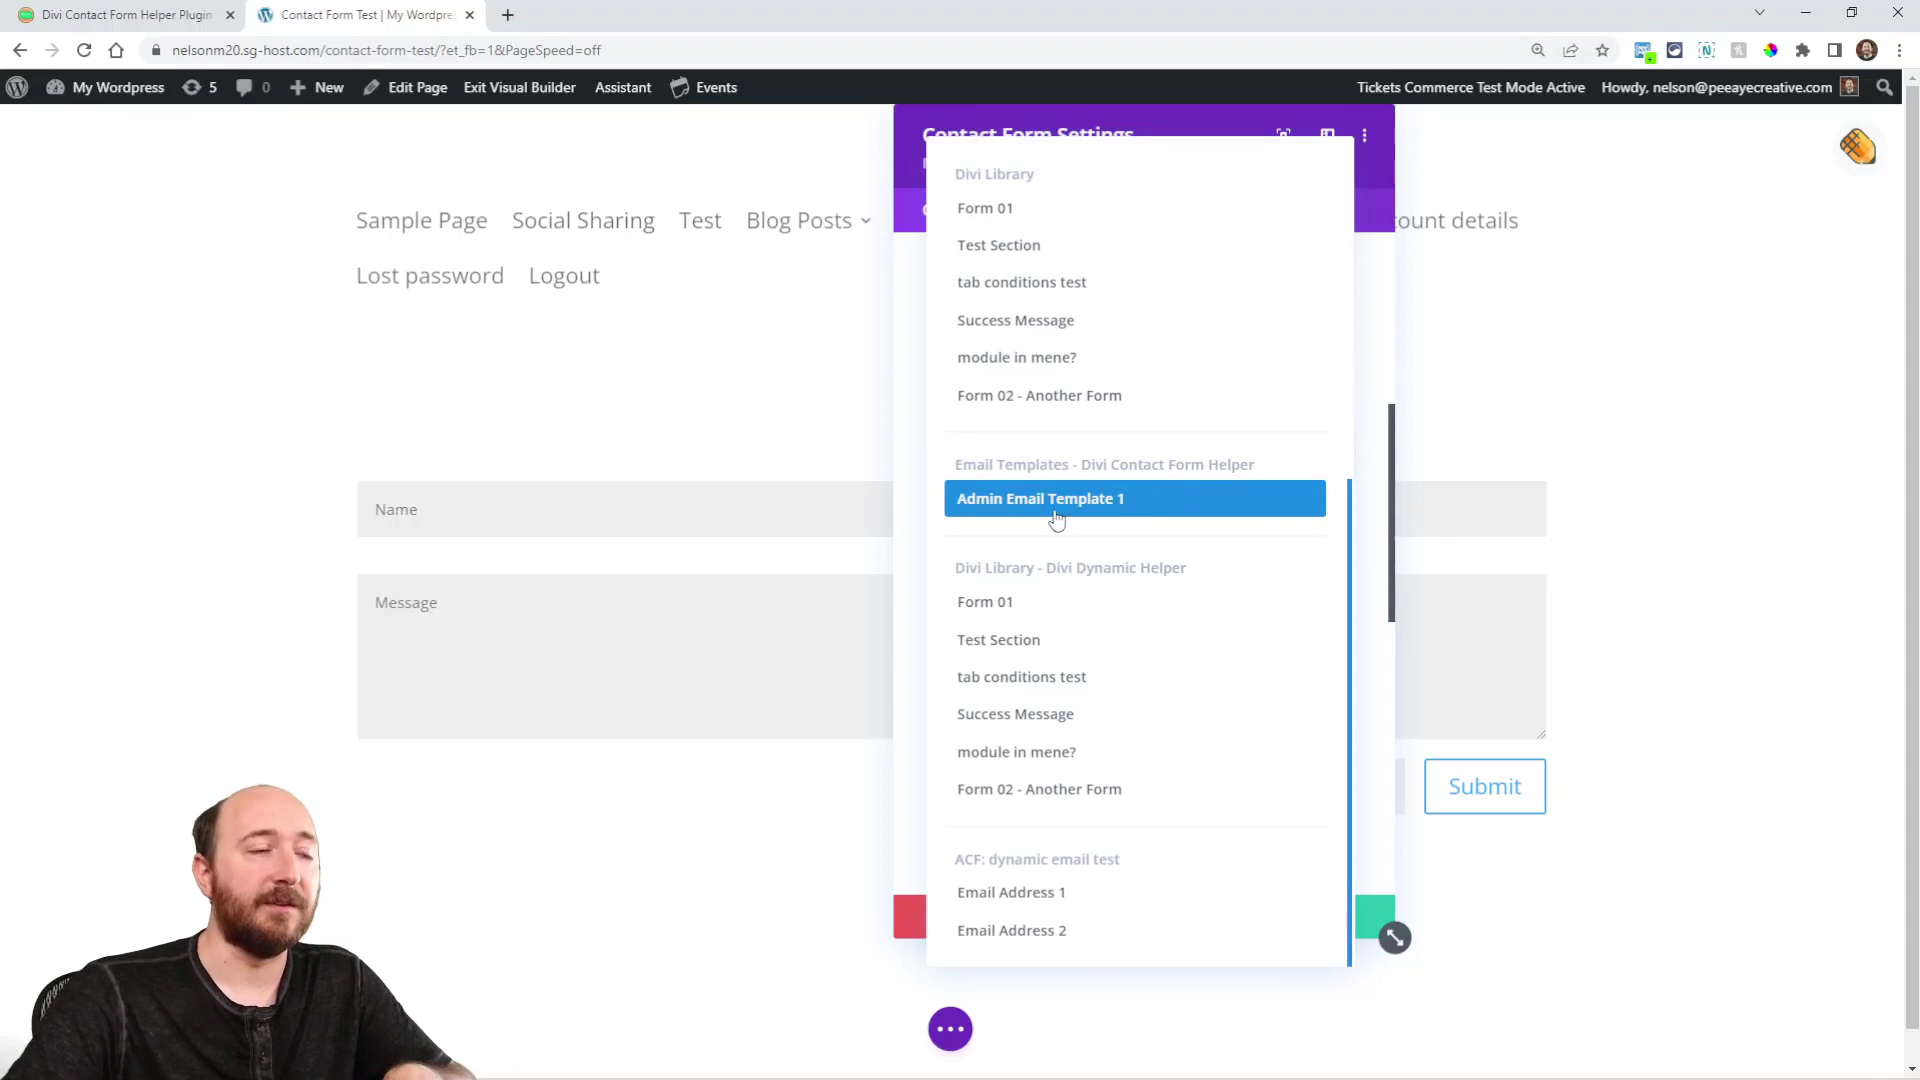 Divi Contact Form Helper Plugin
Contact Form Test | My Wordpre
nelsonm20.sg-host.com/contact-form-test/?et_fb=1&PageSpeed=off
My Wordpress 5 0 New Edit Page Exit Visual Builder Assistant Events Tickets Commerce Test Mode Active Howdy, nelson@peeayecreative.com
Contact Form Settings
Sample Page Social Sharing Test Blog Posts count details
Lost password Logout
Divi Library
Form 01
Test Section
tab conditions test
Success Message
module in mene?
Form 02 - Another Form
Email Templates - Divi Contact Form Helper
Admin Email Template 1
Name
Divi Library - Divi Dynamic Helper
Form 01
Message
Test Section
tab conditions test
Success Message
module in mene?
Form 02 - Another Form
Submit
ACF: dynamic email test
Email Address 1
Email Address 2